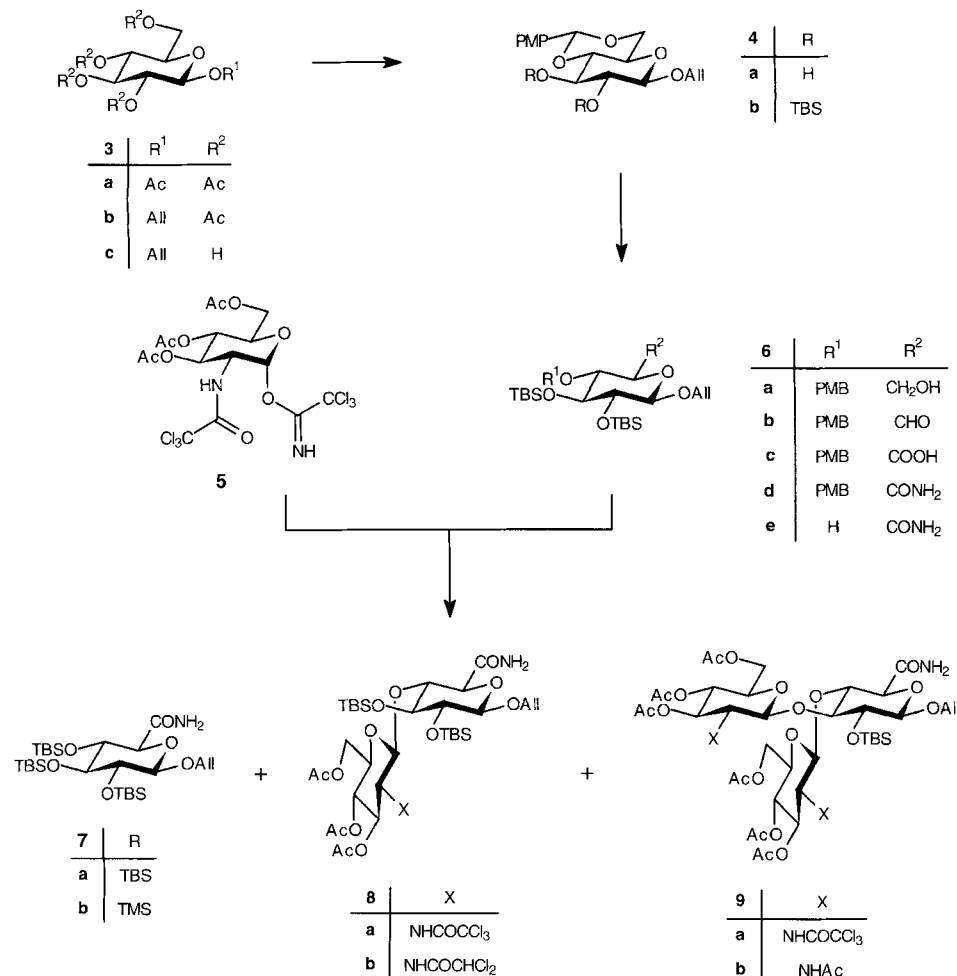 R²O
R²O
R²O
R²O
O
OR¹
3 R¹ R²
a Ac Ac
b All Ac
c All H
PMP
O
O
O
RO
RO
OAll
4 R
a H
b TBS
AcO
AcO
AcO
O
HN
O
CCl₃
Cl₃C
O
NH
5
R²
R¹O
O
TBSO
OAll
OTBS
6 R¹ R²
a PMB CH₂OH
b PMB CHO
c PMB COOH
d PMB CONH₂
e H CONH₂
CONH₂
TBSO
O
TBSO
OAll
OTBS
7 R
a TBS
b TMS
+
CONH₂
O
O
TBSO
OAll
OTBS
O
AcO
X
AcO
AcO
8 X
a NHCOCCl₃
b NHCOCHCl₂
+
AcO
CONH₂
AcO
O
O
O
AcO
O
OAl
X
OTBS
O
AcO
X
AcO
AcO
9 X
a NHCOCCl₃
b NHAc